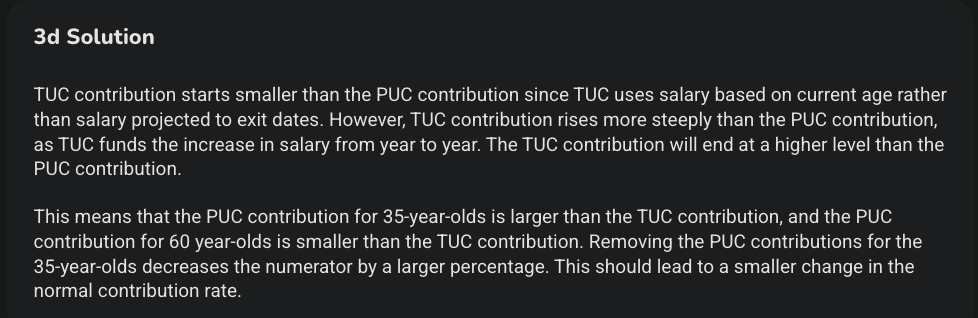 3d Solution
TUC contribution starts smaller than the PUC contribution since TUC uses salary based on current age rather
than salary projected to exit dates. However, TUC contribution rises more steeply than the PUC contribution,
as TUC funds the increase in salary from year to year. The TUC contribution will end at a higher level than the
PUC contribution.
This means that the PUC contribution for 35-year-olds is larger than the TUC contribution, and the PUC
contribution for 60 year-olds is smaller than the TUC contribution. Removing the PUC contributions for the
35-year-olds decreases the numerator by a larger percentage. This should lead to a smaller change in the
normal contribution rate.